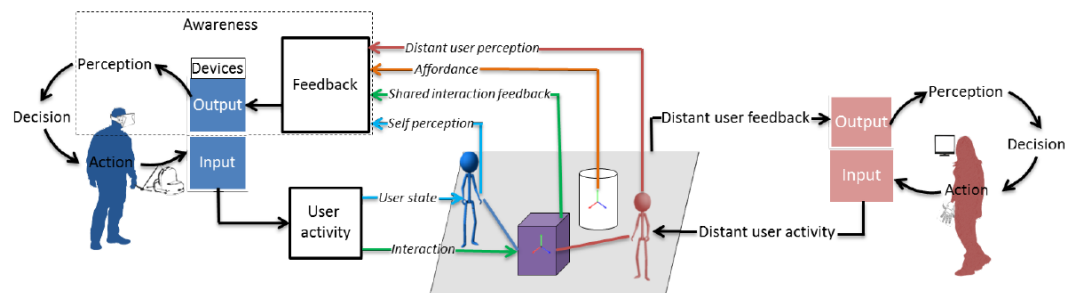 Awareness
Perception
Decision
Action
Devices
Output
Input
Feedback
User
activity
Distant user perception
Affordance
Shared interaction feedback
Self perception
User state
Interaction
Distant user feedback
Distant user activity
Output
Input
Perception
Decision
Action